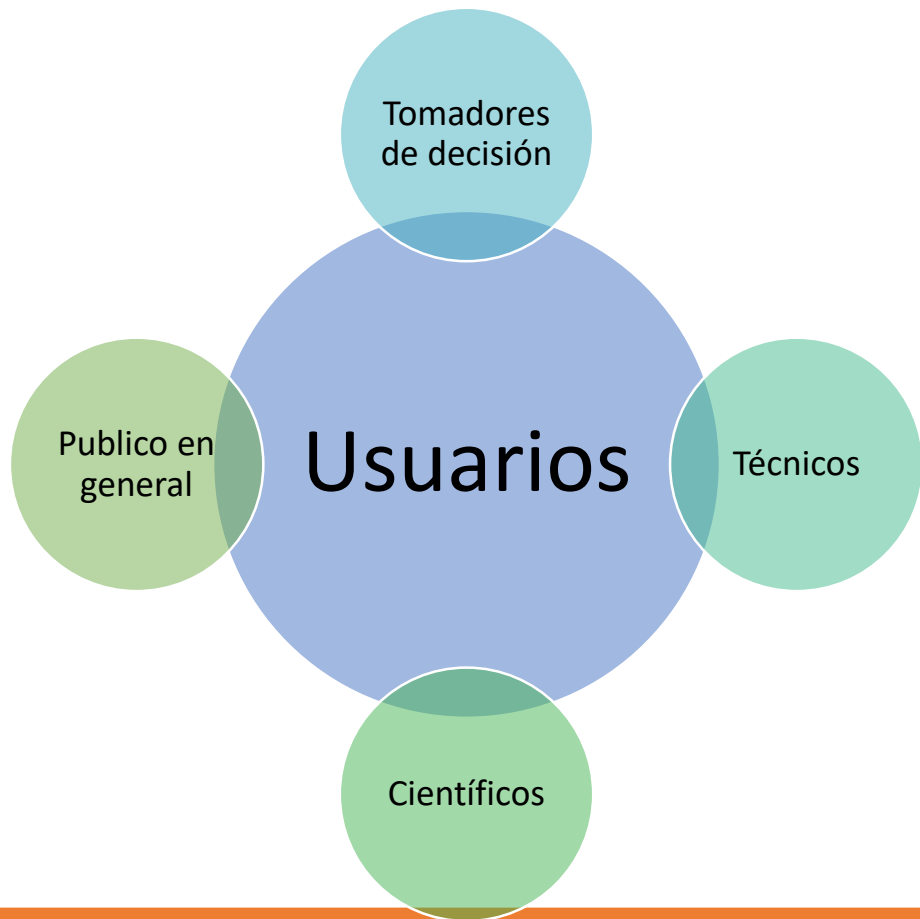 Tomadores
de decisión
Publico en
general
Usuarios
Técnicos
Científicos